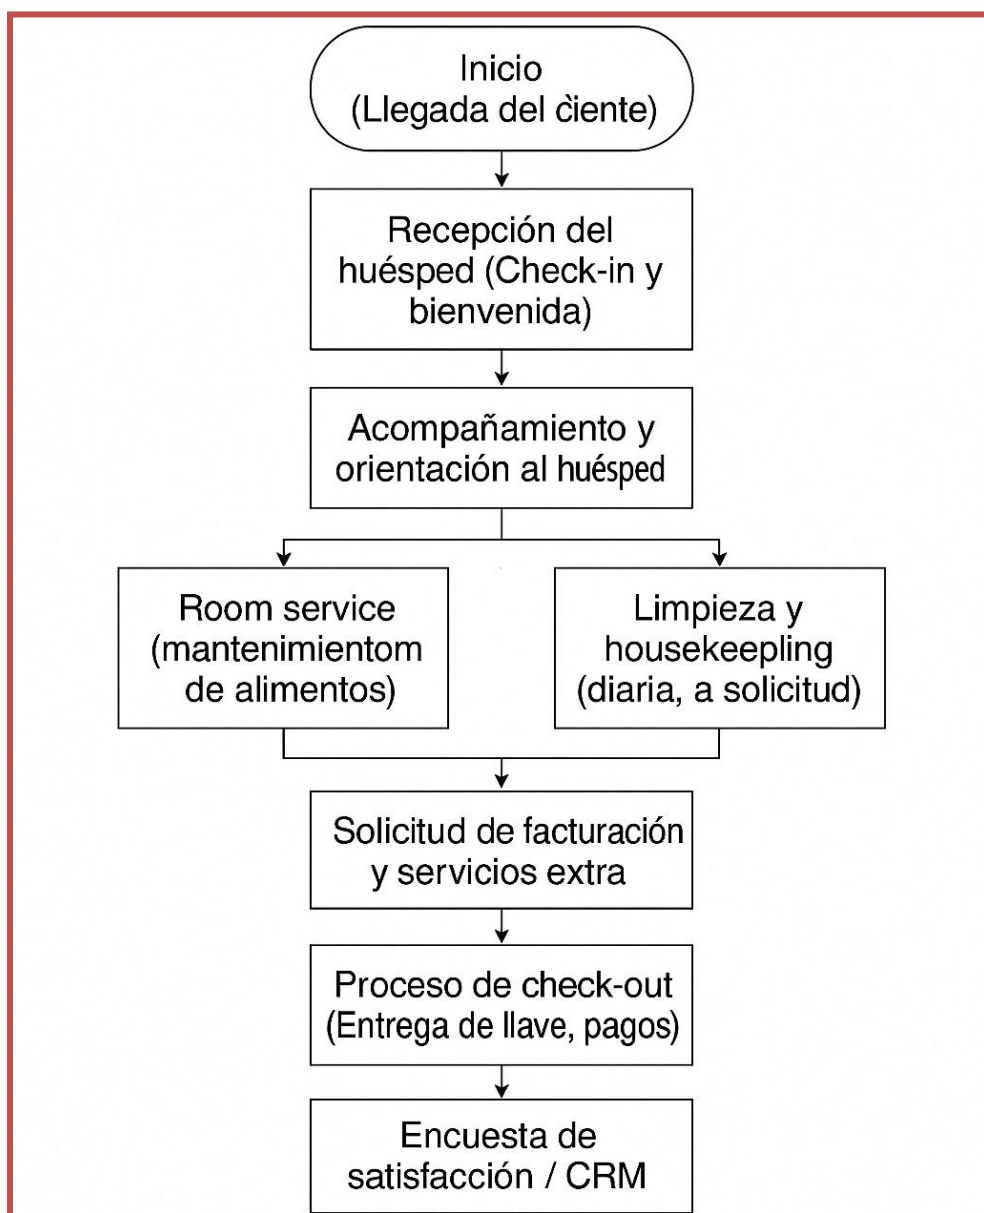 Inicio
(Llegada del ciente)
Recepción del
huésped (Check-in y
bienvenida)
Acompañamiento y
orientación al huésped
Room service
(mantenimientom
de alimentos)
Limpieza y
housekeepling
(diaria, a solicitud)
Solicitud de facturación
y servicios extra
Proceso de check-out
(Entrega de llave, pagos)
Encuesta de
satisfacción / CRM